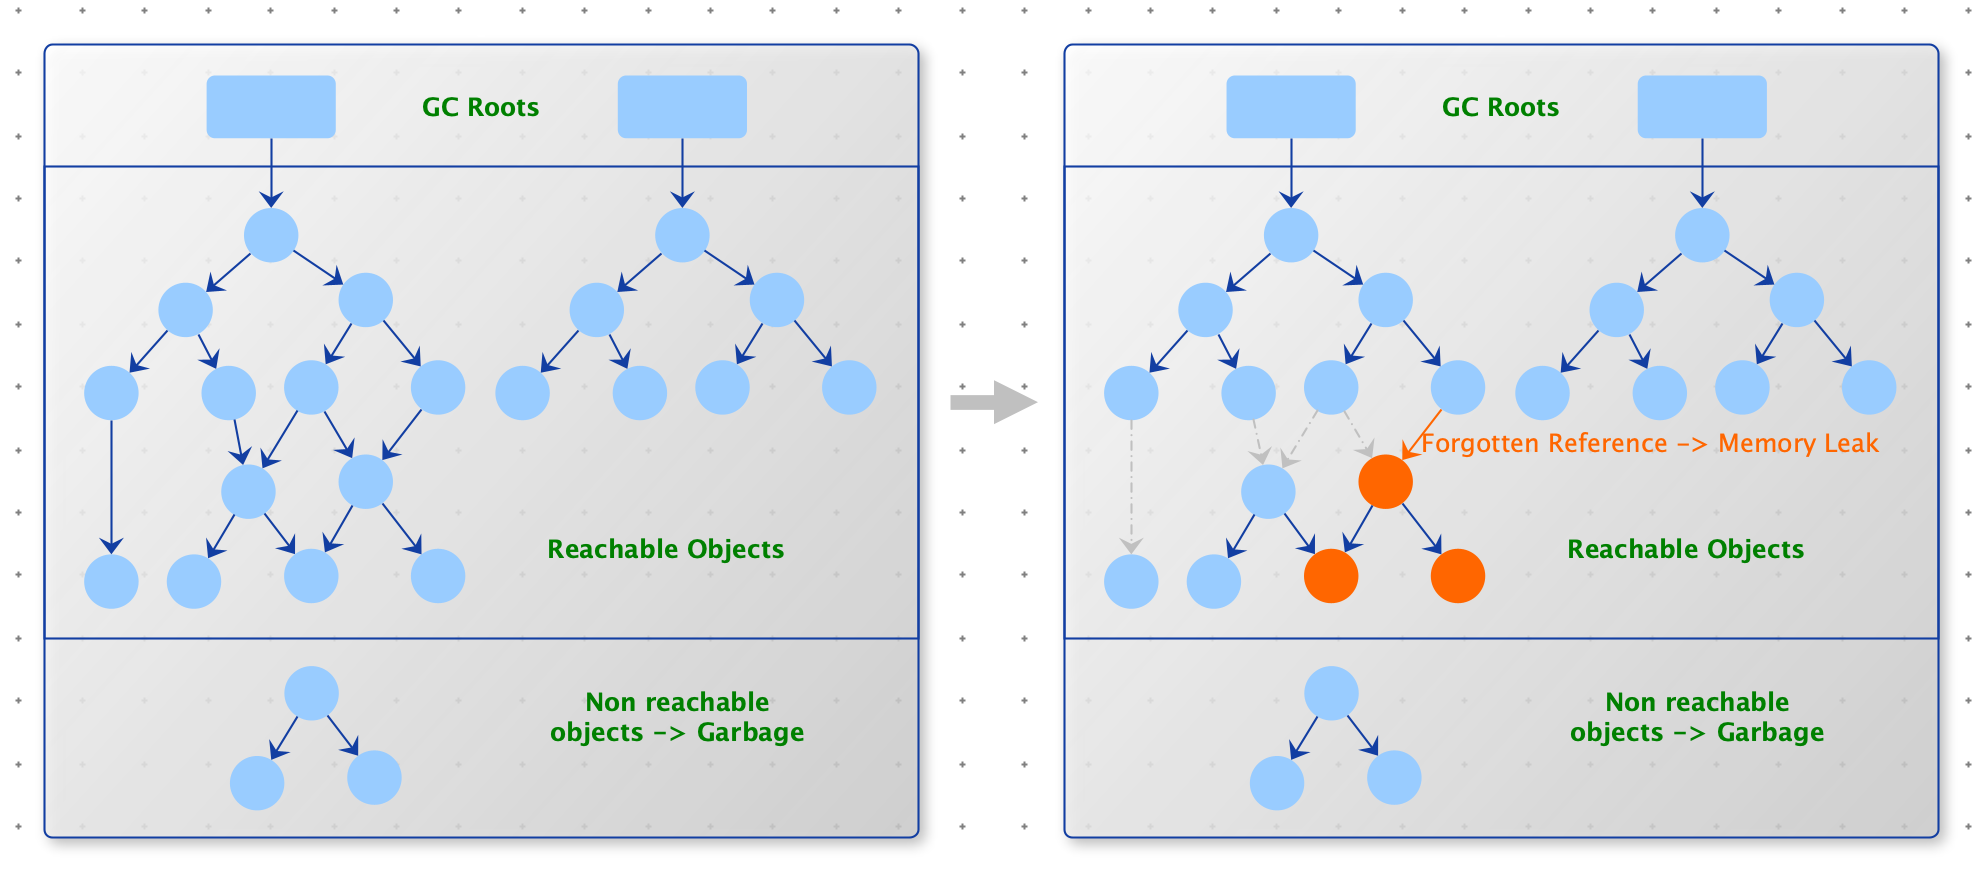 GC Roots
Reachable Objects
Non reachable
objects -> Garbage
GC Roots
Forgotten Reference -> Memory Leak
Reachable Objects
Non reachable
objects -> Garbage